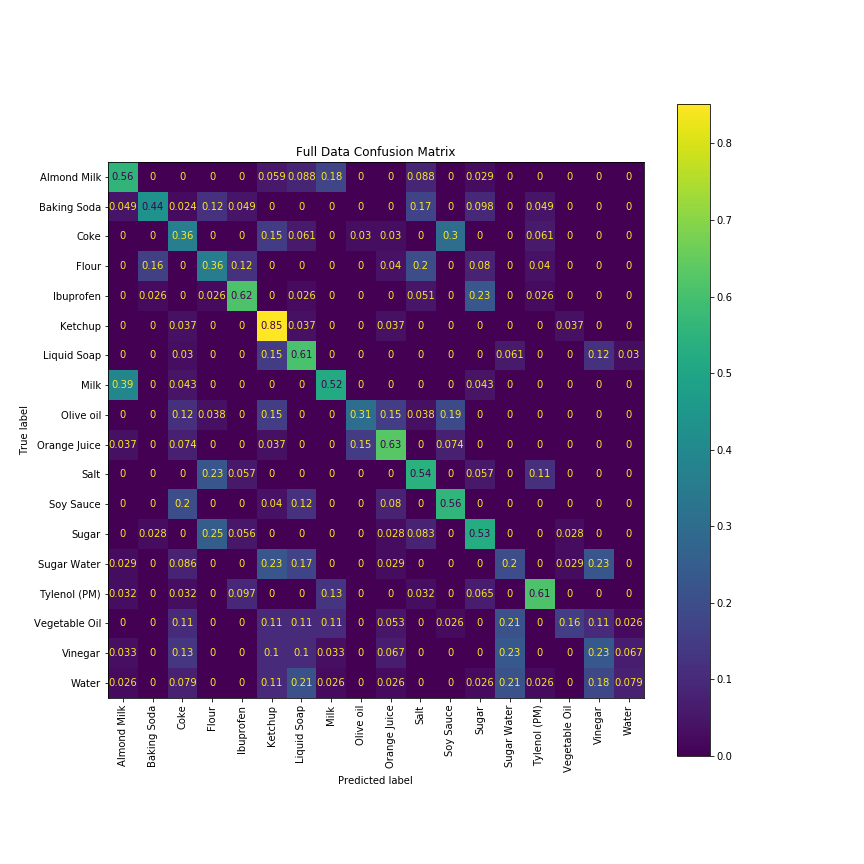 Full Data Confusion Matrix
Almond Milk 0.56 0 0 0 0 0.059 0.088 0.18 0 0 0.088 0 0.029 0 0 0 0 0
Baking Soda 0.049 0.44 0.024 0.12 0.049 0 0 0 0 0 0.17 0 0.098 0 0.049 0 0 0
Coke 0 0 0.36 0 0 0.15 0.061 0 0.03 0.03 0 0.3 0 0 0.061 0 0 0
Flour 0 0.16 0 0.36 0.12 0 0 0 0 0.04 0.2 0 0.08 0 0.04 0 0 0
Ibuprofen 0 0.026 0 0.026 0.62 0 0.026 0 0 0 0.051 0 0.23 0 0.026 0 0 0
Ketchup 0 0 0.037 0 0 0.85 0.037 0 0 0.037 0 0 0 0 0 0.037 0 0
Liquid Soap 0 0 0.03 0 0 0.15 0.61 0 0 0 0 0 0 0.061 0 0 0.12 0.03
Milk 0.39 0 0.043 0 0 0 0 0.52 0 0 0 0 0.043 0 0 0 0 0
Olive oil 0 0 0.12 0.038 0 0.15 0 0 0.31 0.15 0.038 0.19 0 0 0 0 0 0
Orange Juice 0.037 0 0.074 0 0 0.037 0 0 0.15 0.63 0 0.074 0 0 0 0 0 0
Salt 0 0 0 0.23 0.057 0 0 0 0 0 0.54 0 0.057 0 0.11 0 0 0
Soy Sauce 0 0 0.2 0 0 0.04 0.12 0 0 0.08 0 0.56 0 0 0 0 0 0
Sugar 0 0.028 0 0.25 0.056 0 0 0 0 0.028 0.083 0 0.53 0 0 0.028 0 0
Sugar Water 0.029 0 0.086 0 0 0.23 0.17 0 0 0.029 0 0 0 0.2 0 0.029 0.23 0
Tylenol (PM) 0.032 0 0.032 0 0.097 0 0 0.13 0 0 0.032 0 0.065 0 0.61 0 0 0
Vegetable Oil 0 0 0.11 0 0 0.11 0.11 0.11 0 0.053 0 0.026 0 0.21 0 0.16 0.11 0.026
Vinegar 0.033 0 0.13 0 0 0.1 0.1 0.033 0 0.067 0 0 0 0.23 0 0 0.23 0.067
Water 0.026 0 0.079 0 0 0.11 0.21 0.026 0 0.026 0 0 0.026 0.21 0.026 0 0.18 0.079
True label
Almond Milk
Baking Soda
Coke
Flour
Ibuprofen
Ketchup
Liquid Soap
Milk
Olive oil
Orange Juice
Salt
Soy Sauce
Sugar
Sugar Water
Tylenol (PM)
Vegetable Oil
Vinegar
Water
Predicted label
0.8
0.7
0.6
0.5
0.4
0.3
0.2
0.1
0.0